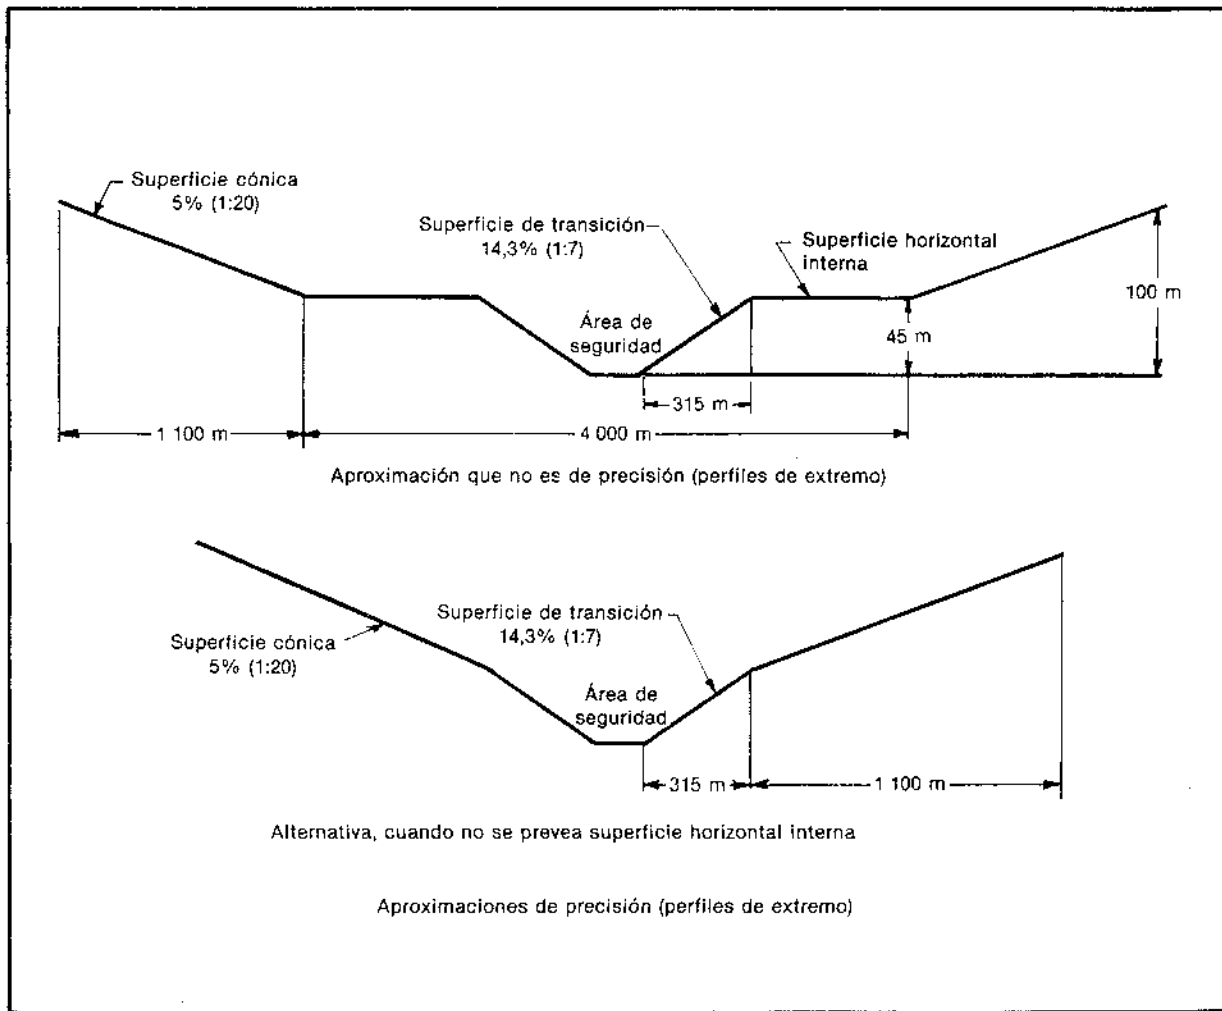 Superficie cónica
5% (1:20)
Superficie de transición
14,3% (1:7)
Superficie horizontal
interna
100 m
Área de
seguridad
45 m
315 m
1 100 m
4 000 m
Aproximación que no es de precisión (perfiles de extremo)
Superficie de transición
14,3% (1:7)
Superficie cónica
5% (1:20)
Área de
seguridad
315 m
1 100 m
Alternativa, cuando no se prevea superficie horizontal interna
Aproximaciones de precisión (perfiles de extremo)